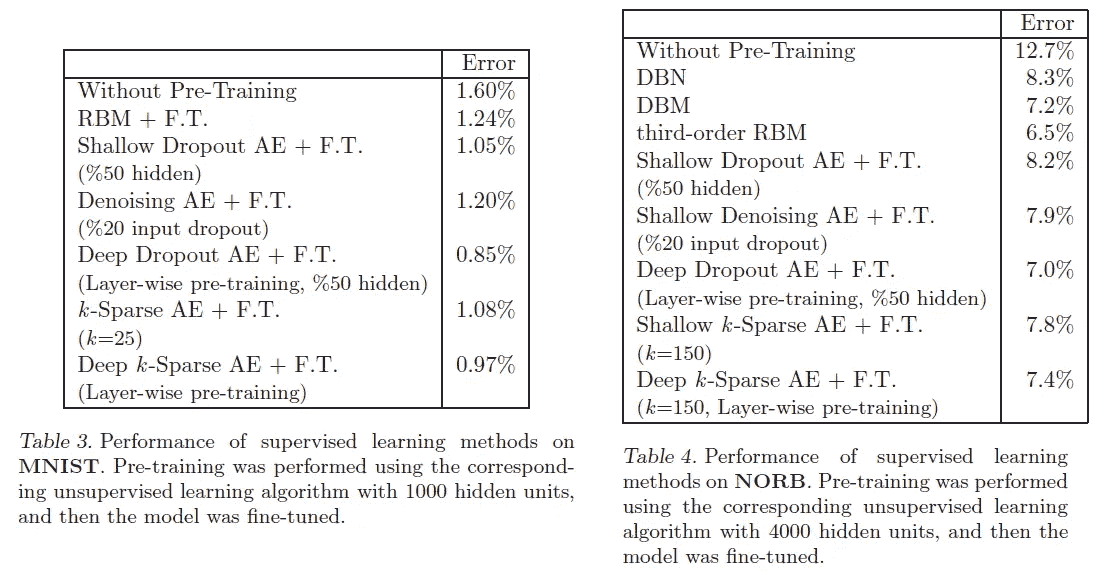 Error
Without Pre-Training 1.60%
RBM + F.T. 1.24%
Shallow Dropout AE + F.T. 1.05%
(%50 hidden)
Denoising AE + F.T. 1.20%
(%20 input dropout)
Deep Dropout AE + F.T. 0.85%
(Layer-wise pre-training, %50 hidden)
k-Sparse AE + F.T. 1.08%
(k=25)
Deep k-Sparse AE + F.T. 0.97%
(Layer-wise pre-training)
Table 3. Performance of supervised learning methods on
MNIST. Pre-training was performed using the correspond-
ing unsupervised learning algorithm with 1000 hidden units,
and then the model was fine-tuned.
Error
Without Pre-Training 12.7%
DBN 8.3%
DBM 7.2%
third-order RBM 6.5%
Shallow Dropout AE + F.T. 8.2%
(%50 hidden)
Shallow Denoising AE + F.T. 7.9%
(%20 input dropout)
Deep Dropout AE + F.T. 7.0%
(Layer-wise pre-training, %50 hidden)
Shallow k-Sparse AE + F.T. 7.8%
(k=150)
Deep k-Sparse AE + F.T. 7.4%
(k=150, Layer-wise pre-training)
Table 4. Performance of supervised learning
methods on NORB. Pre-training was performed
using the corresponding unsupervised learning
algorithm with 4000 hidden units, and then the
model was fine-tuned.